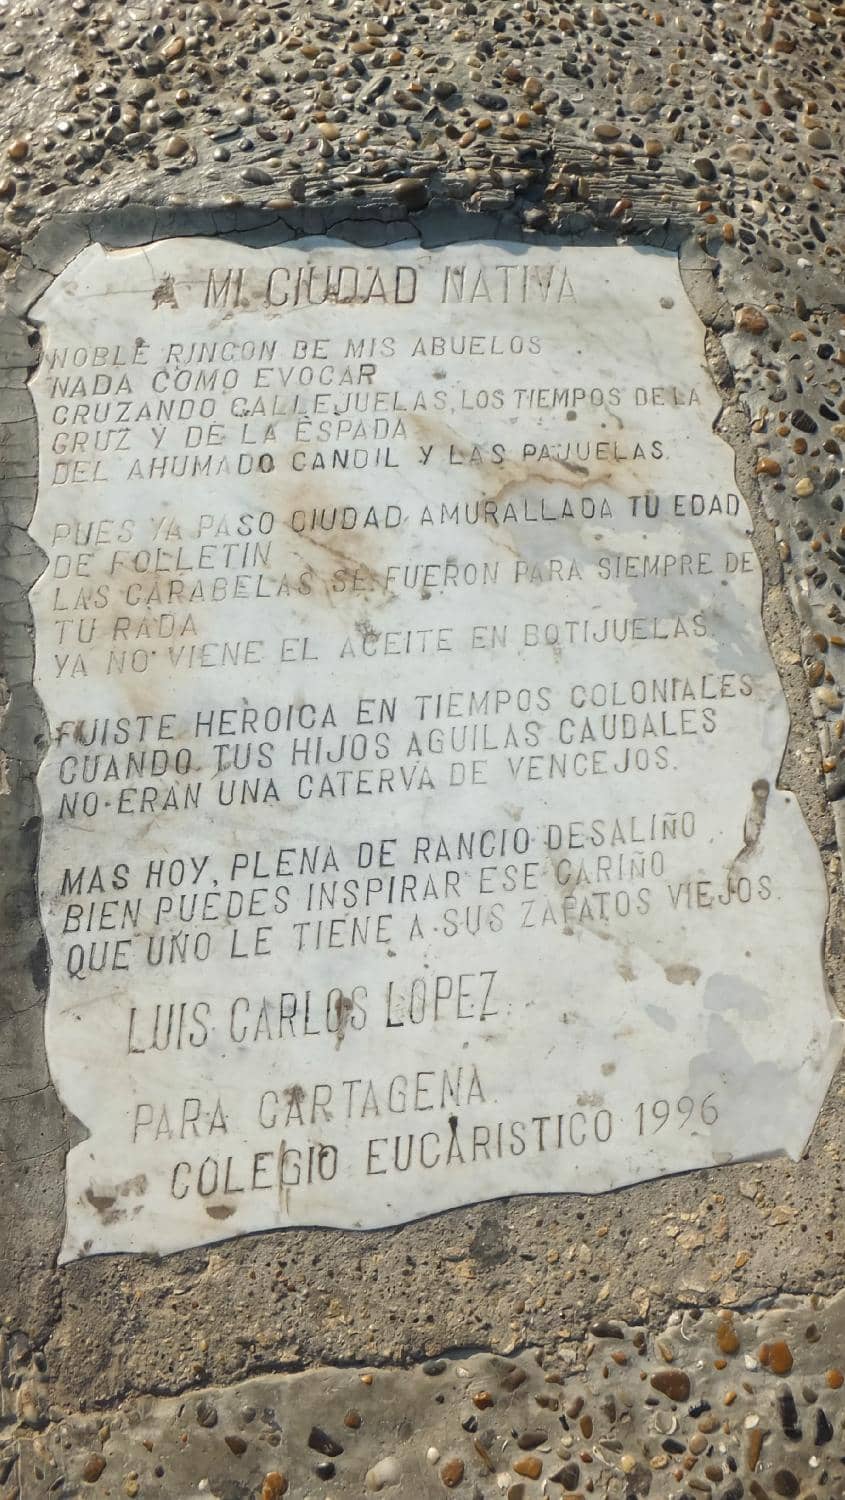 A MI CIUDAD NATIVA
NOBLE RINCON DE MIS ABUELOS
NADA COMO EVOCAR
CRUZANDO CALLEJUELAS, LOS TIEMPOS DE LA
CRUZ Y DE LA ESPADA
DEL AHUMADO CANDIL Y LAS PAJUELAS.
PUES YA PASO CIUDAD AMURALLADA TU EDAD
DE FOLLETIN
LAS CARABELAS SE FUERON PARA SIEMPRE DE
TU RADA
YA NO VIENE EL ACEITE EN BOTIJUELAS.
FUISTE HEROICA EN TIEMPOS COLONIALES
CUANDO TUS HIJOS AGUILAS CAUDALES
NO ERAN UNA CATERVA DE VENCEJOS.
MAS HOY, PLENA DE RANCIO DESALIÑO
BIEN PUEDES INSPIRAR ESE CARIÑO
QUE UNO LE TIENE A SUS ZAPATOS VIEJOS.
LUIS CARLOS LOPEZ
PARA CARTAGENA
COLEGIO EUCARISTICO 1996